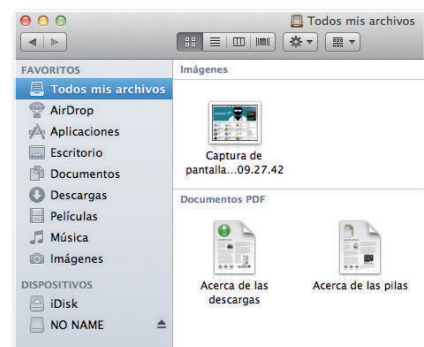 Todos mis archivos
FAVORITOS
Todos mis archivos
AirDrop
Aplicaciones
Escritorio
Documentos
Descargas
Películas
Música
Imágenes
DISPOSITIVOS
iDisk
NO NAME
Imágenes
Captura de
pantalla...09.27.42
Documentos PDF
Acerca de las
descargas
Acerca de las pilas